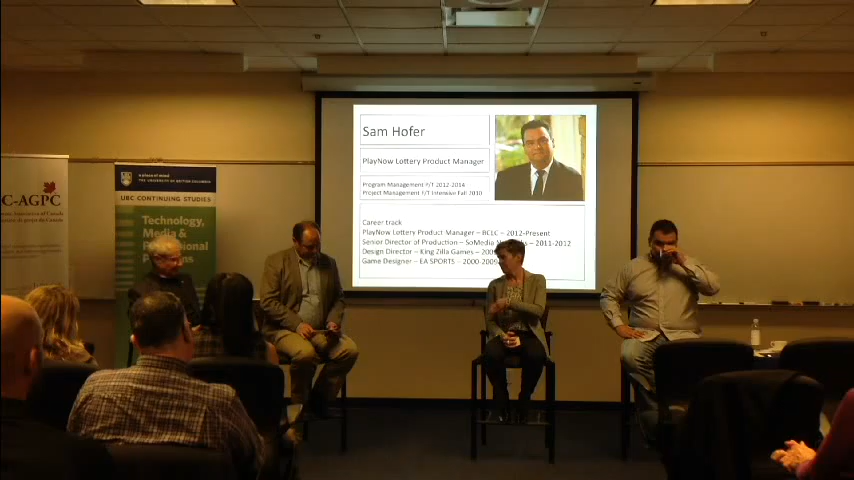 Sam Hofer
PlayNow Lottery Product Manager
Program Management P/T 2012-2014
Project Management P/T Intensive Fall 2010
Career track
PlayNow Lottery Product Manager – BCLC – 2012-Present
Senior Director of Production – SoMedia – 2011-2012
Design Director – King Zilla Games –
Game Designer – EA SPORTS – 2000-2009
C-AGPC
a place of mind
THE UNIVERSITY OF BRITISH COLUMBIA
UBC CONTINUING STUDIES
Technology,
Media &